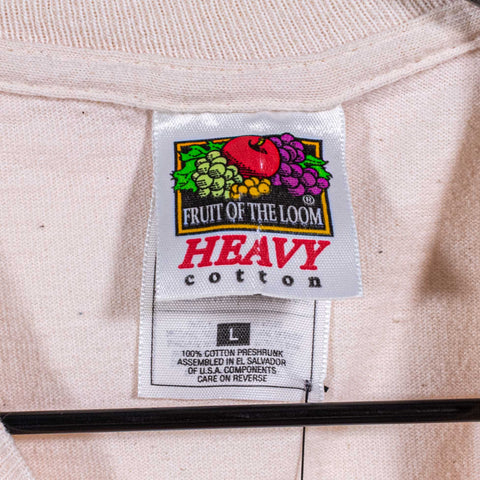 FRUIT OF THE LOOM
®
HEAVY
cotton
L
100% COTTON PRESHRUNK
ASSEMBLED IN EL SALVADOR
OF U.S.A. COMPONENTS
CARE ON REVERSE